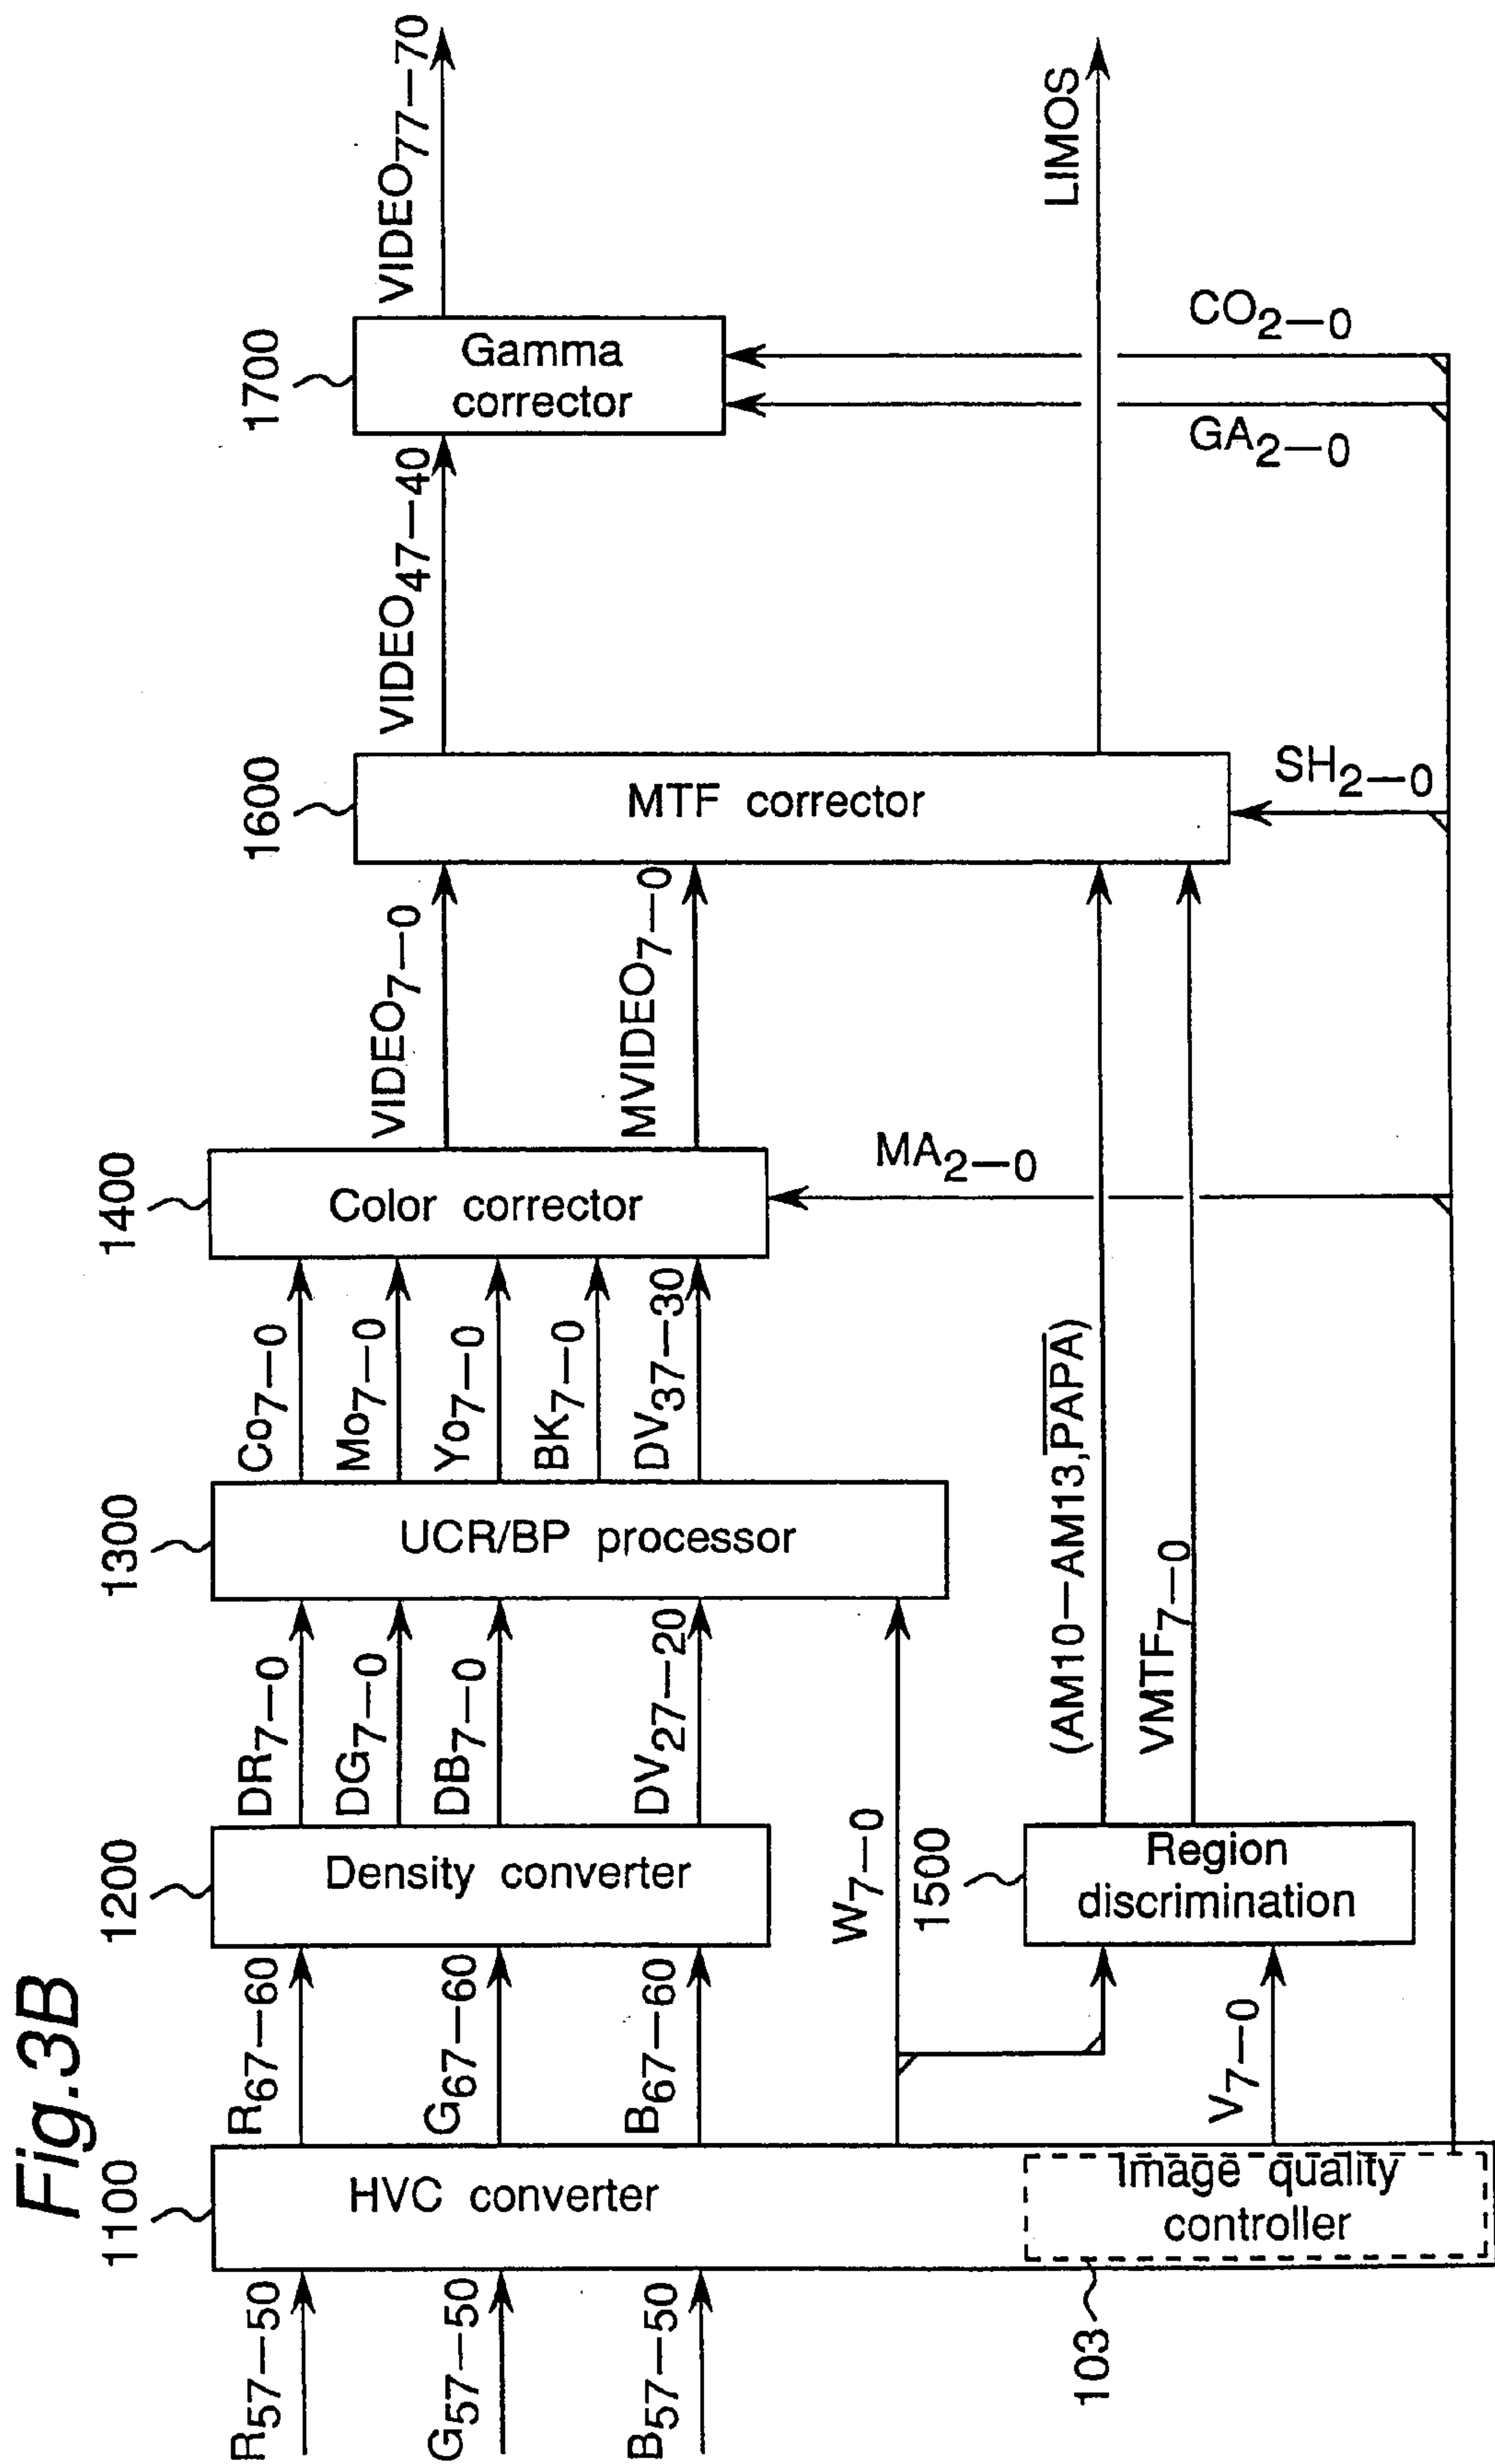 Fig.3B
R57—50
G57—50
B57—50
1100
HVC converter
Image quality
controller
103
R67—60
G67—60
B67—60
W7—0
V7—0
1200
Density converter
1500
Region
discrimination
DR7—0
DG7—0
DB7—0
DV27—20
1300
UCR/BP processor
(AM10—AM13,PAPA)
VMTF7—0
Co7—0
Mo7—0
Yo7—0
BK7—0
DV37—30
1400
Color corrector
MA2—0
VIDEO7—0
MVIDEO7—0
1600
MTF corrector
SH2—0
VIDEO47—40
1700
Gamma
corrector
GA2—0
CO2—0
VIDEO77—70
LIMOS